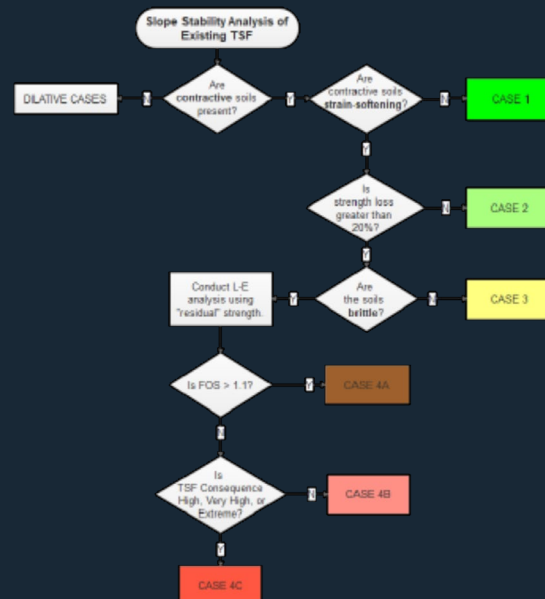 Slope Stability Analysis of
Existing TSF
Are
contractive soils
present?
N
DILATIVE CASES
Y
Are
contractive soils
strain-softening?
N
CASE 1
Y
Is
strength loss
greater than
20%?
N
CASE 2
Y
Are
the soils
brittle?
N
CASE 3
Y
Conduct L-E
analysis using
"residual" strength.
Is FOS > 1.1?
Y
CASE 4A
N
Is
TSF Consequence
High, Very High, or
Extreme?
N
CASE 4B
Y
CASE 4C